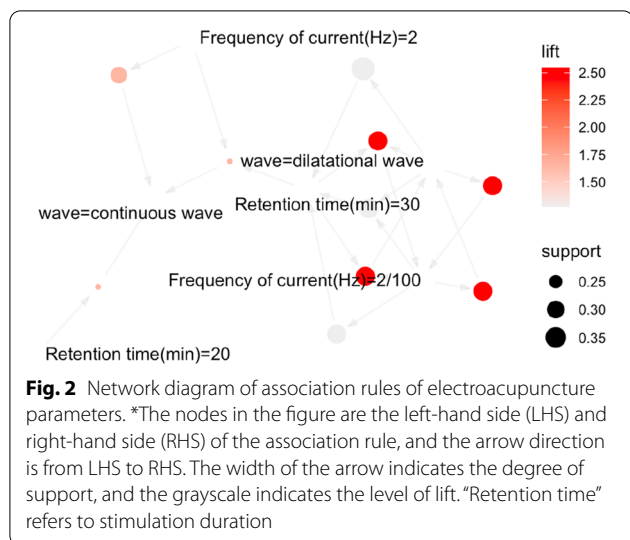 Frequency of current(Hz)=2
wave=dilatational wave
Retention time(min)=30
wave=continuous wave
Frequency of current(Hz)=2/100
Retention time(min)=20
lift
2.50
2.25
2.00
1.75
1.50
support
0.25
0.30
0.35
Fig. 2 Network diagram of association rules of electroacupuncture
parameters. *The nodes in the figure are the left-hand side (LHS) and
right-hand side (RHS) of the association rule, and the arrow direction
is from LHS to RHS. The width of the arrow indicates the degree of
support, and the grayscale indicates the level of lift. “Retention time”
refers to stimulation duration